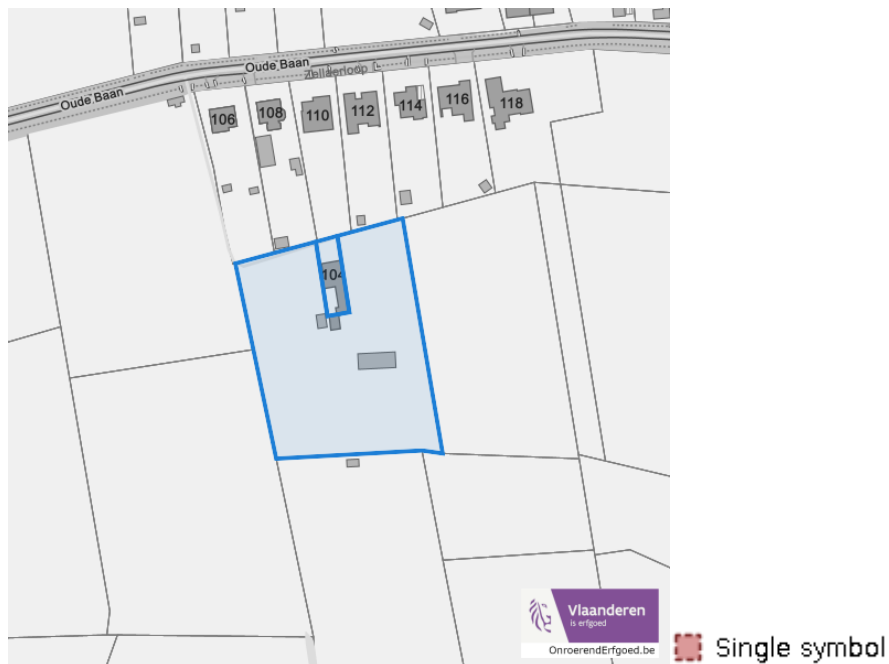 Oude Baan
Oude Baan
Zellaerloop
106
108
110
112
114
116
118
104
Vlaanderen
is erfgoed
OnroerendErfgoed.be
Single symbol